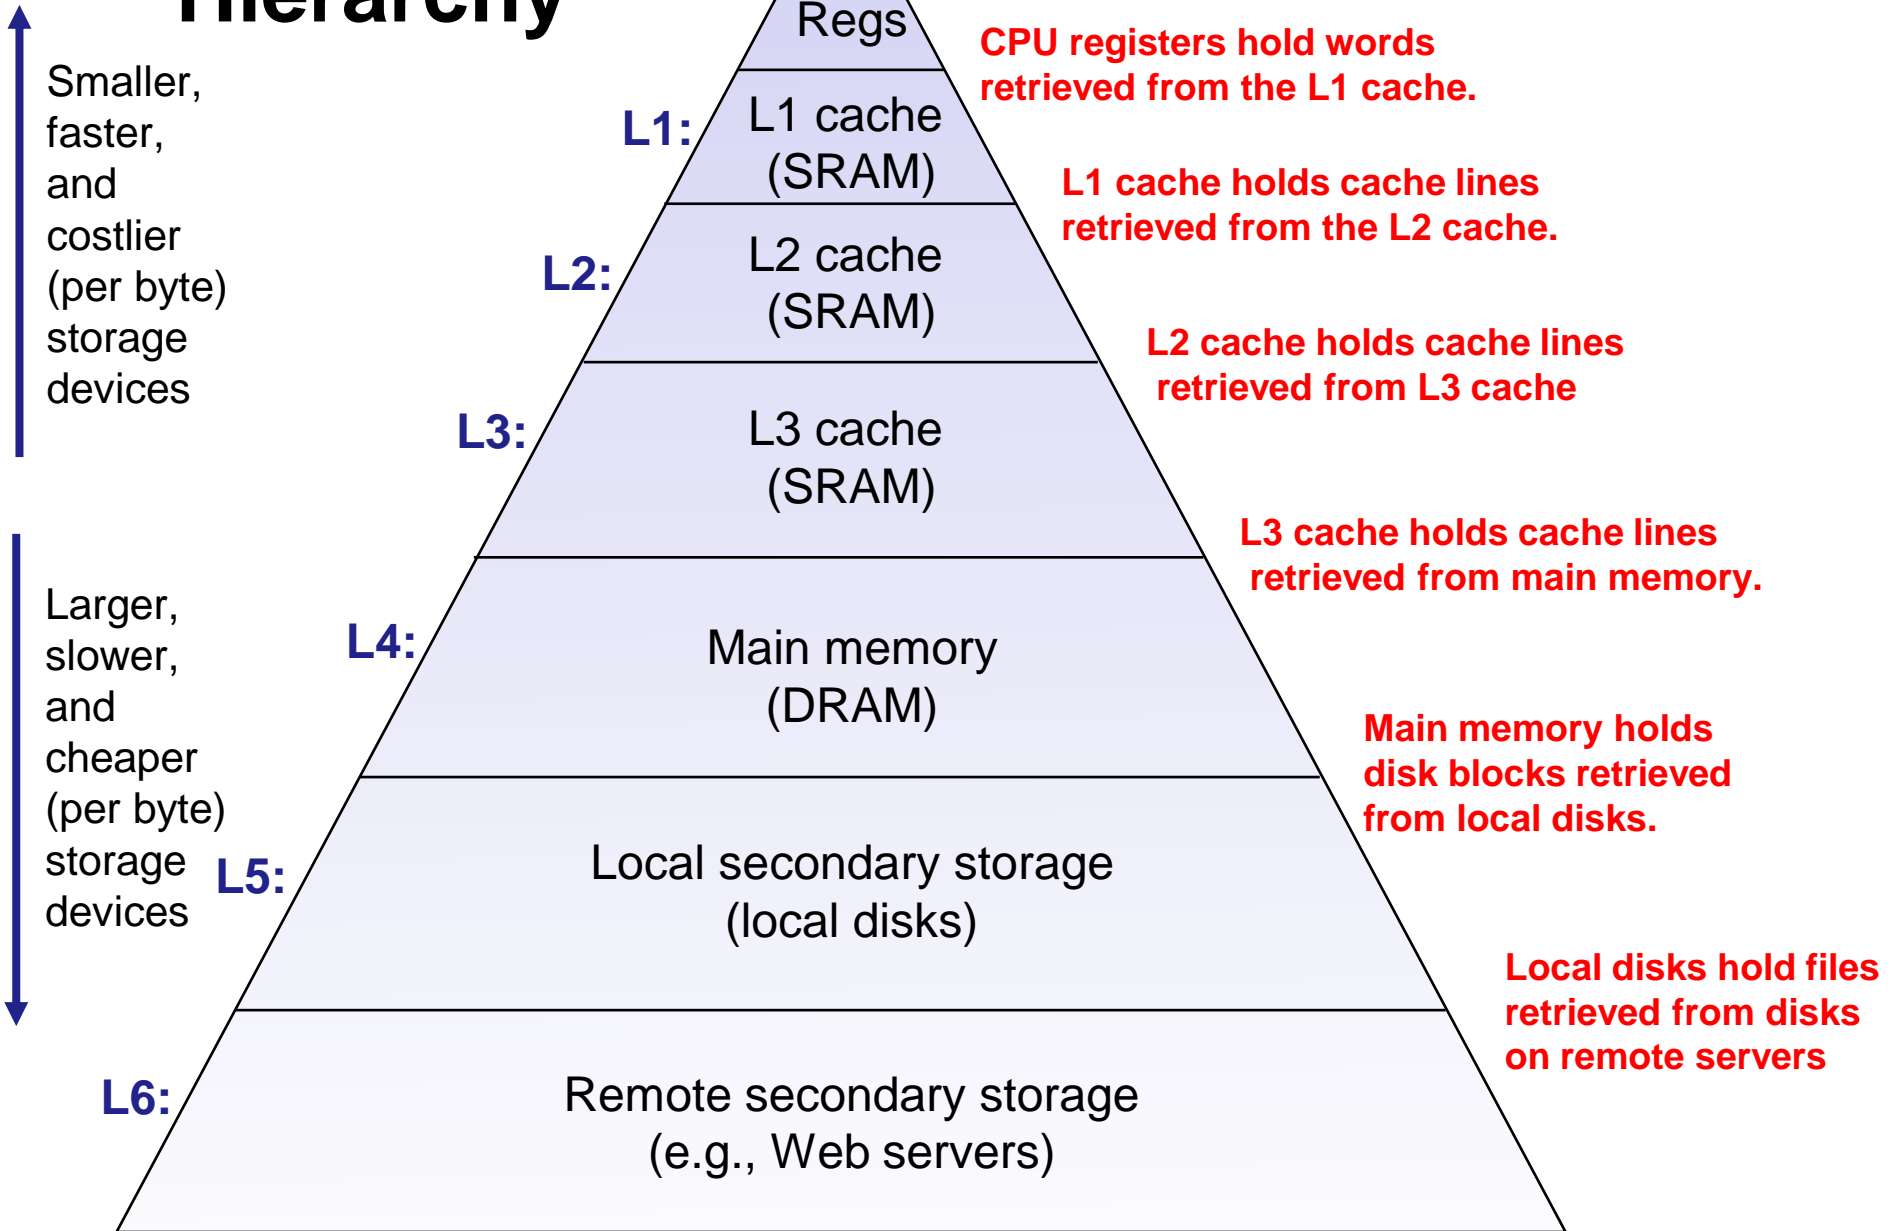 Hierarchy
Regs
CPU registers hold words
retrieved from the L1 cache.
Smaller,
faster,
and
costlier
(per byte)
storage
devices
L1:
L1 cache
(SRAM)
L1 cache holds cache lines
retrieved from the L2 cache.
L2:
L2 cache
(SRAM)
L2 cache holds cache lines
retrieved from L3 cache
L3:
L3 cache
(SRAM)
L3 cache holds cache lines
retrieved from main memory.
Larger,
slower,
and
cheaper
(per byte)
storage
devices
L4:
Main memory
(DRAM)
Main memory holds
disk blocks retrieved
from local disks.
L5:
Local secondary storage
(local disks)
Local disks hold files
retrieved from disks
on remote servers
L6:
Remote secondary storage
(e.g., Web servers)